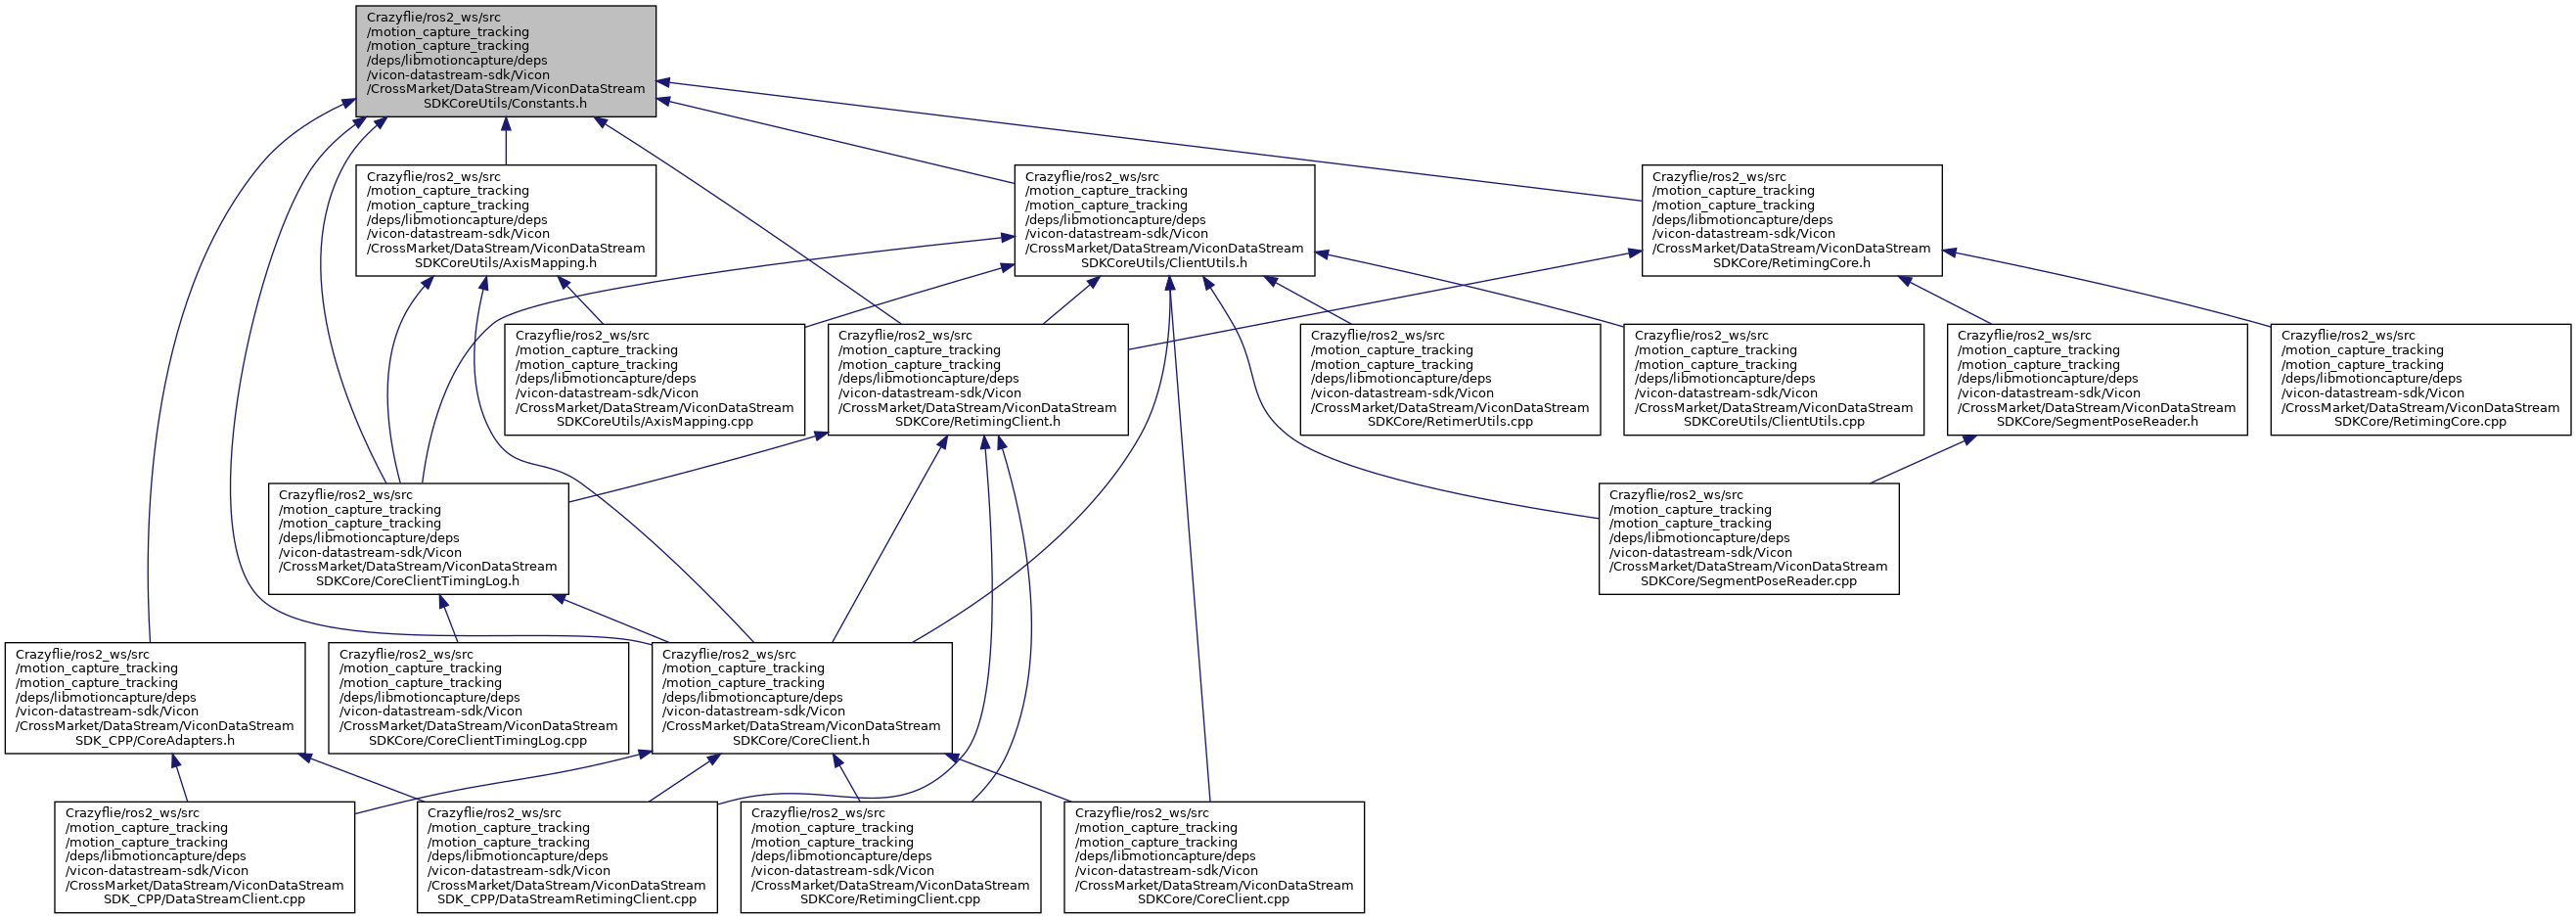 Crazyflie/ros2_ws/src
/motion_capture_tracking
/motion_capture_tracking
/deps/libmotioncapture/deps
/vicon-datastream-sdk/Vicon
/CrossMarket/DataStream/ViconDataStream
SDKCoreUtils/Constants.h
Crazyflie/ros2_ws/src
/motion_capture_tracking
/motion_capture_tracking
/deps/libmotioncapture/deps
/vicon-datastream-sdk/Vicon
/CrossMarket/DataStream/ViconDataStream
SDKCoreUtils/AxisMapping.h
Crazyflie/ros2_ws/src
/motion_capture_tracking
/motion_capture_tracking
/deps/libmotioncapture/deps
/vicon-datastream-sdk/Vicon
/CrossMarket/DataStream/ViconDataStream
SDKCoreUtils/ClientUtils.h
Crazyflie/ros2_ws/src
/motion_capture_tracking
/motion_capture_tracking
/deps/libmotioncapture/deps
/vicon-datastream-sdk/Vicon
/CrossMarket/DataStream/ViconDataStream
SDKCore/RetimingCore.h
Crazyflie/ros2_ws/src
/motion_capture_tracking
/motion_capture_tracking
/deps/libmotioncapture/deps
/vicon-datastream-sdk/Vicon
/CrossMarket/DataStream/ViconDataStream
SDKCoreUtils/AxisMapping.cpp
Crazyflie/ros2_ws/src
/motion_capture_tracking
/motion_capture_tracking
/deps/libmotioncapture/deps
/vicon-datastream-sdk/Vicon
/CrossMarket/DataStream/ViconDataStream
SDKCore/RetimingClient.h
Crazyflie/ros2_ws/src
/motion_capture_tracking
/motion_capture_tracking
/deps/libmotioncapture/deps
/vicon-datastream-sdk/Vicon
/CrossMarket/DataStream/ViconDataStream
SDKCore/RetimerUtils.cpp
Crazyflie/ros2_ws/src
/motion_capture_tracking
/motion_capture_tracking
/deps/libmotioncapture/deps
/vicon-datastream-sdk/Vicon
/CrossMarket/DataStream/ViconDataStream
SDKCoreUtils/ClientUtils.cpp
Crazyflie/ros2_ws/src
/motion_capture_tracking
/motion_capture_tracking
/deps/libmotioncapture/deps
/vicon-datastream-sdk/Vicon
/CrossMarket/DataStream/ViconDataStream
SDKCore/SegmentPoseReader.h
Crazyflie/ros2_ws/src
/motion_capture_tracking
/motion_capture_tracking
/deps/libmotioncapture/deps
/vicon-datastream-sdk/Vicon
/CrossMarket/DataStream/ViconDataStream
SDKCore/RetimingCore.cpp
Crazyflie/ros2_ws/src
/motion_capture_tracking
/motion_capture_tracking
/deps/libmotioncapture/deps
/vicon-datastream-sdk/Vicon
/CrossMarket/DataStream/ViconDataStream
SDKCore/CoreClientTimingLog.h
Crazyflie/ros2_ws/src
/motion_capture_tracking
/motion_capture_tracking
/deps/libmotioncapture/deps
/vicon-datastream-sdk/Vicon
/CrossMarket/DataStream/ViconDataStream
SDKCore/SegmentPoseReader.cpp
Crazyflie/ros2_ws/src
/motion_capture_tracking
/motion_capture_tracking
/deps/libmotioncapture/deps
/vicon-datastream-sdk/Vicon
/CrossMarket/DataStream/ViconDataStream
SDK_CPP/CoreAdapters.h
Crazyflie/ros2_ws/src
/motion_capture_tracking
/motion_capture_tracking
/deps/libmotioncapture/deps
/vicon-datastream-sdk/Vicon
/CrossMarket/DataStream/ViconDataStream
SDKCore/CoreClientTimingLog.cpp
Crazyflie/ros2_ws/src
/motion_capture_tracking
/motion_capture_tracking
/deps/libmotioncapture/deps
/vicon-datastream-sdk/Vicon
/CrossMarket/DataStream/ViconDataStream
SDKCore/CoreClient.h
Crazyflie/ros2_ws/src
/motion_capture_tracking
/motion_capture_tracking
/deps/libmotioncapture/deps
/vicon-datastream-sdk/Vicon
/CrossMarket/DataStream/ViconDataStream
SDK_CPP/DataStreamClient.cpp
Crazyflie/ros2_ws/src
/motion_capture_tracking
/motion_capture_tracking
/deps/libmotioncapture/deps
/vicon-datastream-sdk/Vicon
/CrossMarket/DataStream/ViconDataStream
SDK_CPP/DataStreamRetimingClient.cpp
Crazyflie/ros2_ws/src
/motion_capture_tracking
/motion_capture_tracking
/deps/libmotioncapture/deps
/vicon-datastream-sdk/Vicon
/CrossMarket/DataStream/ViconDataStream
SDKCore/RetimingClient.cpp
Crazyflie/ros2_ws/src
/motion_capture_tracking
/motion_capture_tracking
/deps/libmotioncapture/deps
/vicon-datastream-sdk/Vicon
/CrossMarket/DataStream/ViconDataStream
SDKCore/CoreClient.cpp